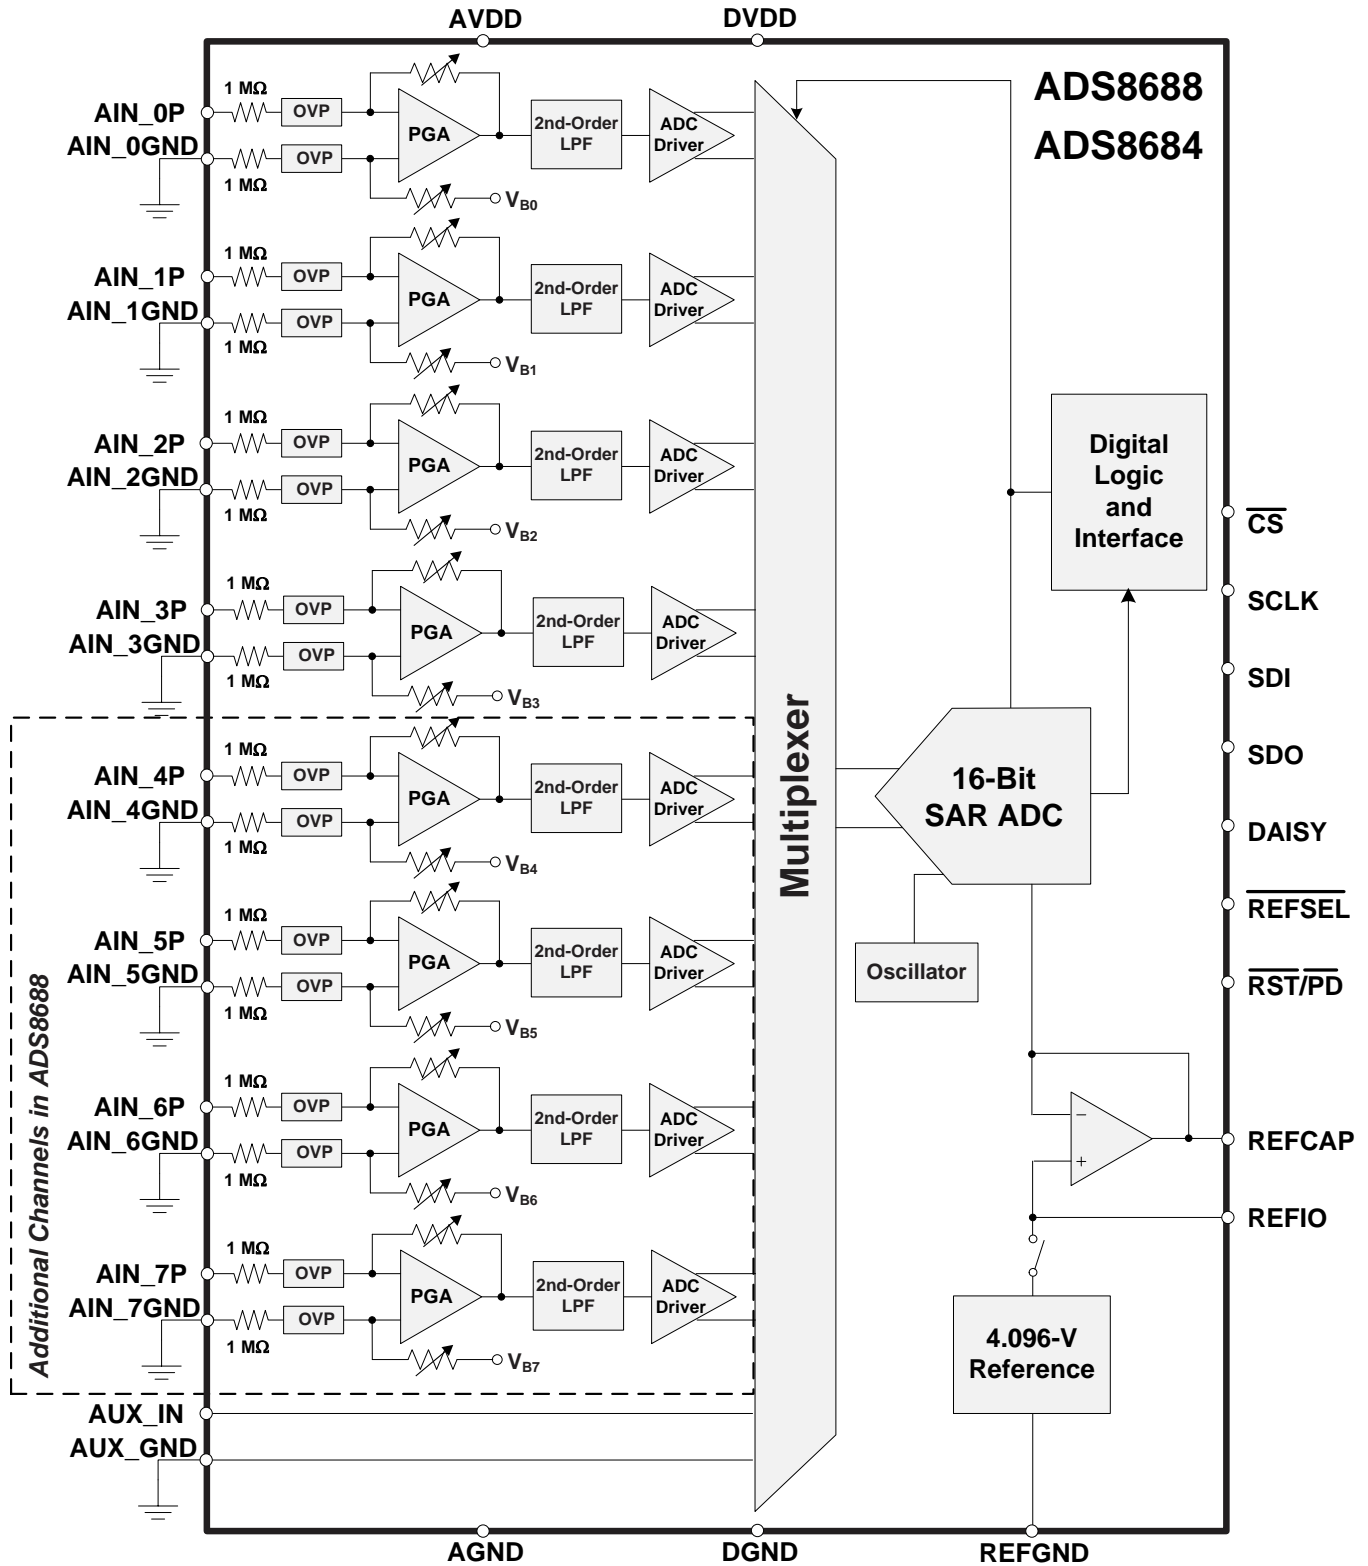 AVDD
DVDD
ADS8688
ADS8684
1 MΩ
AIN_0P
OVP
AIN_0GND
OVP
1 MΩ
PGA
2nd-Order
LPF
ADC
Driver
VB0
1 MΩ
AIN_1P
OVP
AIN_1GND
OVP
1 MΩ
PGA
2nd-Order
LPF
ADC
Driver
VB1
1 MΩ
AIN_2P
OVP
AIN_2GND
OVP
1 MΩ
PGA
2nd-Order
LPF
ADC
Driver
VB2
1 MΩ
AIN_3P
OVP
AIN_3GND
OVP
1 MΩ
PGA
2nd-Order
LPF
ADC
Driver
VB3
Additional Channels in ADS8688
1 MΩ
AIN_4P
OVP
AIN_4GND
OVP
1 MΩ
PGA
2nd-Order
LPF
ADC
Driver
VB4
1 MΩ
AIN_5P
OVP
AIN_5GND
OVP
1 MΩ
PGA
2nd-Order
LPF
ADC
Driver
VB5
1 MΩ
AIN_6P
OVP
AIN_6GND
OVP
1 MΩ
PGA
2nd-Order
LPF
ADC
Driver
VB6
1 MΩ
AIN_7P
OVP
AIN_7GND
OVP
1 MΩ
PGA
2nd-Order
LPF
ADC
Driver
VB7
AUX_IN
AUX_GND
Multiplexer
Digital
Logic
and
Interface
16-Bit
SAR ADC
Oscillator
−
+
4.096-V
Reference
CS
SCLK
SDI
SDO
DAISY
REFSEL
RST/PD
REFCAP
REFIO
AGND
DGND
REFGND